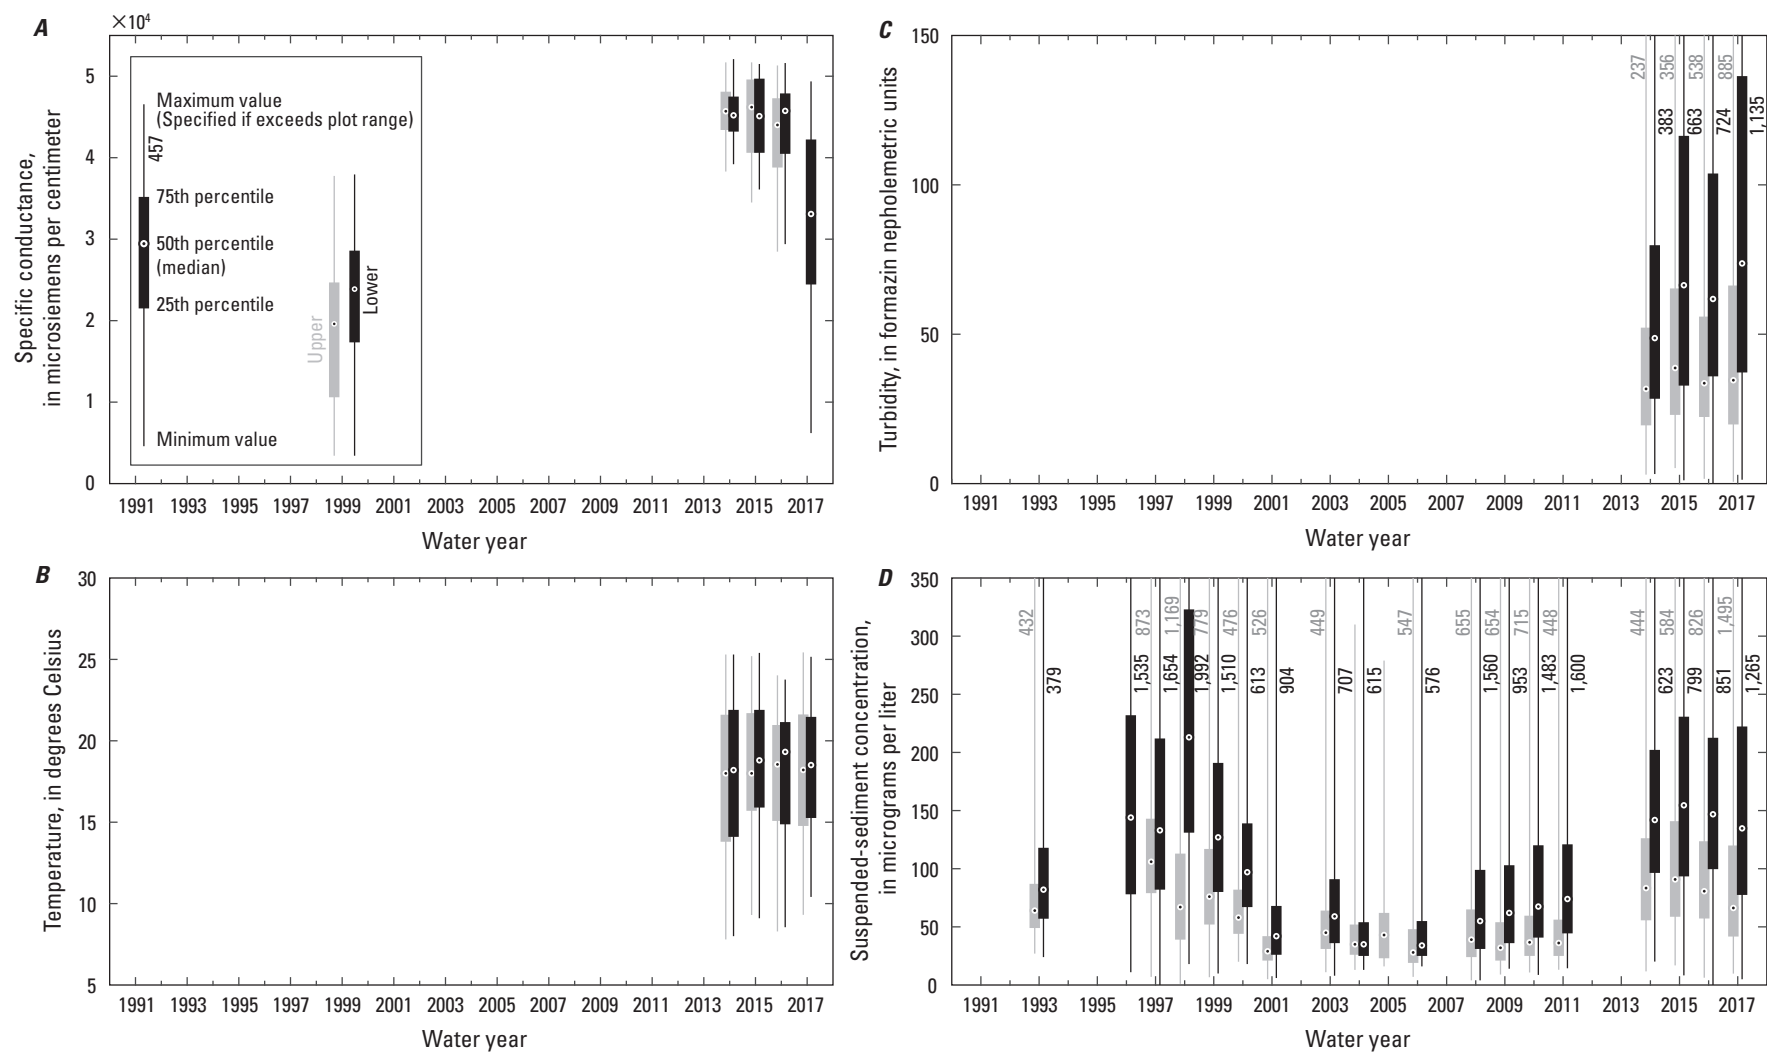 A
×10⁴
Specific conductance,
in microsiemens per centimeter
5
4
3
2
1
0
Maximum value
(Specified if exceeds plot range)
457
75th percentile
50th percentile
(median)
25th percentile
Minimum value
Upper
Lower
1991 1993 1995 1997 1999 2001 2003 2005 2007 2009 2011 2013 2015 2017
Water year
C
Turbidity, in formazin nepholometric units
150
100
50
0
237
356
538
885
383
663
724
1,135
1991 1993 1995 1997 1999 2001 2003 2005 2007 2009 2011 2013 2015 2017
Water year
B
Temperature, in degrees Celsius
30
25
20
15
10
5
1991 1993 1995 1997 1999 2001 2003 2005 2007 2009 2011 2013 2015 2017
Water year
D
Suspended-sediment concentration,
in micrograms per liter
350
300
250
200
150
100
50
0
432
873
1,169
779
476
526
449
547
655
654
715
448
444
584
826
1,495
379
1,535
1,654
1,992
1,510
613
904
707
615
576
1,560
953
1,483
1,600
623
799
851
1,265
1991 1993 1995 1997 1999 2001 2003 2005 2007 2009 2011 2013 2015 2017
Water year